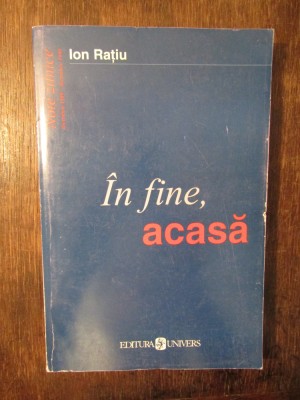 Ion Rațiu
În fine,
acasă
EDITURA UNIVERS